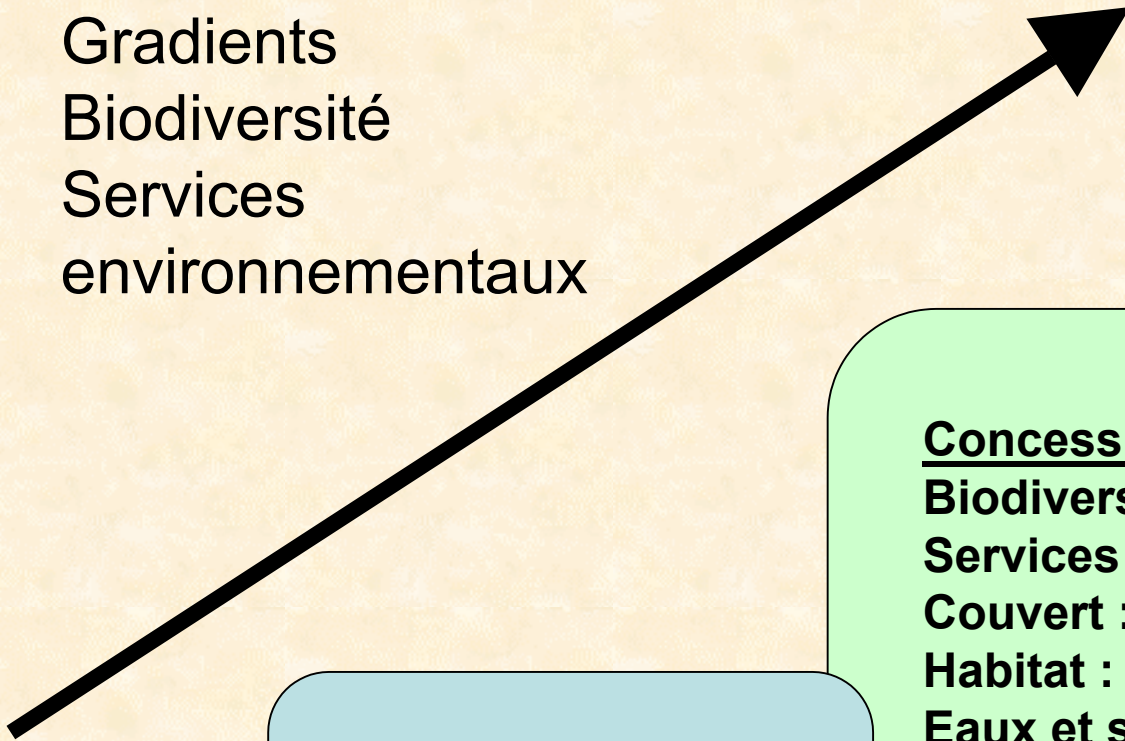 Gradients
Biodiversité
Services
environnementaux
Concess
Biodivers
Services
Couvert :
Habitat :
Eaux et s